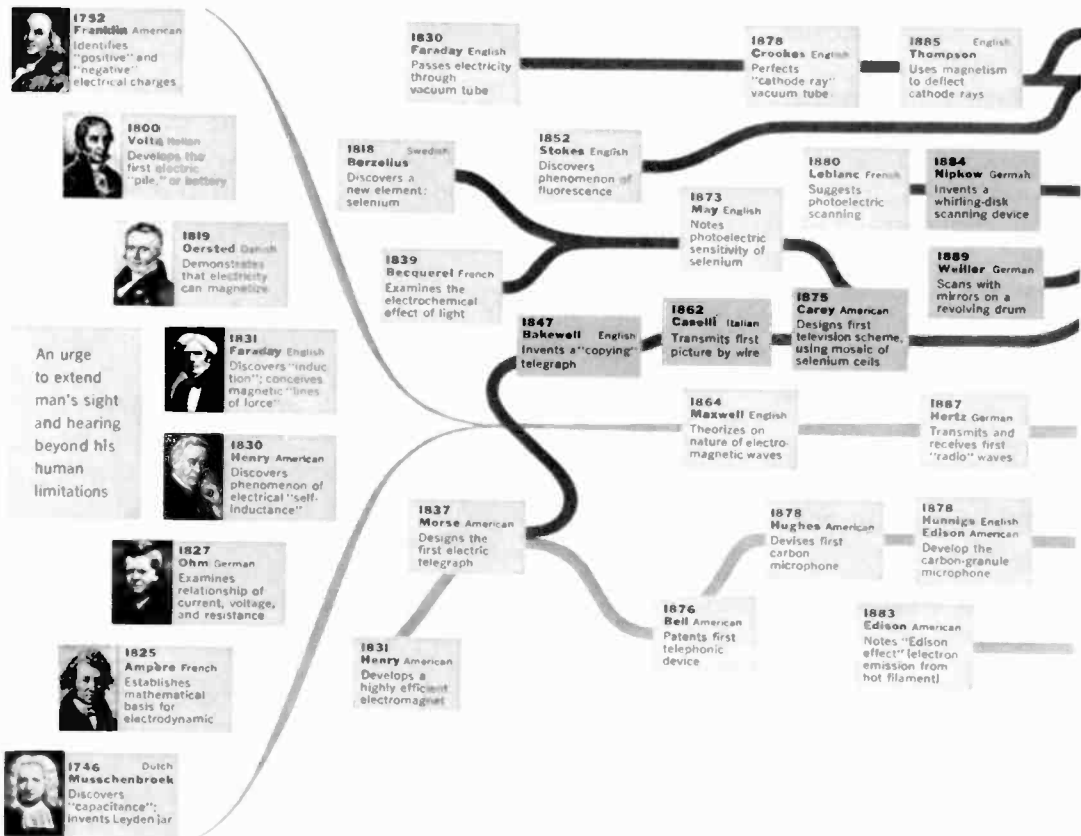 1752
Franklin American
Identifies
"positive" and
"negative"
electrical charges
1800
Volta Italian
Develops the
first electric
"pile," or battery
1819
Oersted Danish
Demonstrates
that electricity
can magnetize
An urge
to extend
man's sight
and hearing
beyond his
human
limitations
1831
Faraday English
Discovers "induc
tion"; conceives
magnetic "lines
of force"
1830
Henry American
Discovers
phenomenon of
electrical "self-
inductance"
1827
Ohm German
Examines
relationship of
current, voltage,
and resistance
1825
Ampère French
Establishes
mathematical
basis for
electrodynamic
1746 Dutch
Musschenbroek
Discovers
"capacitance";
invents Leyden jar
1830
Faraday English
Passes electricity
through
vacuum tube
1878
Crookes English
Perfects
"cathode ray"
vacuum tube
1885 English
Thompson
Uses magnetism
to deflect
cathode rays
1818 Swedish
Berzelius
Discovers a
new element:
selenium
1852
Stokes English
Discovers
phenomenon of
fluorescence
1880
Leblanc French
Suggests
photoelectric
scanning
1884
Nipkow German
Invents a
whirling-disk
scanning device
1839
Becquerel French
Examines the
electrochemical
effect of light
1873
May English
Notes
photoelectric
sensitivity of
selenium
1889
Weiller German
Scans with
mirrors on a
revolving drum
1847
Bakewell English
Invents a "copying"
telegraph
1862
Caselli Italian
Transmits first
picture by wire
1875
Carey American
Designs first
television scheme,
using mosaic of
selenium cells
1864
Maxwell English
Theorizes on
nature of electro-
magnetic waves
1887
Hertz German
Transmits and
receives first
"radio" waves
1837
Morse American
Designs the
first electric
telegraph
1878
Hughes American
Devises first
carbon
microphone
1878
Hunnigs English
Edison American
Develop the
carbon-granule
microphone
1831
Henry American
Develops a
highly efficient
electromagnet
1876
Bell American
Patents first
telephonic
device
1883
Edison American
Notes "Edison
effect" (electron
emission from
hot filament)